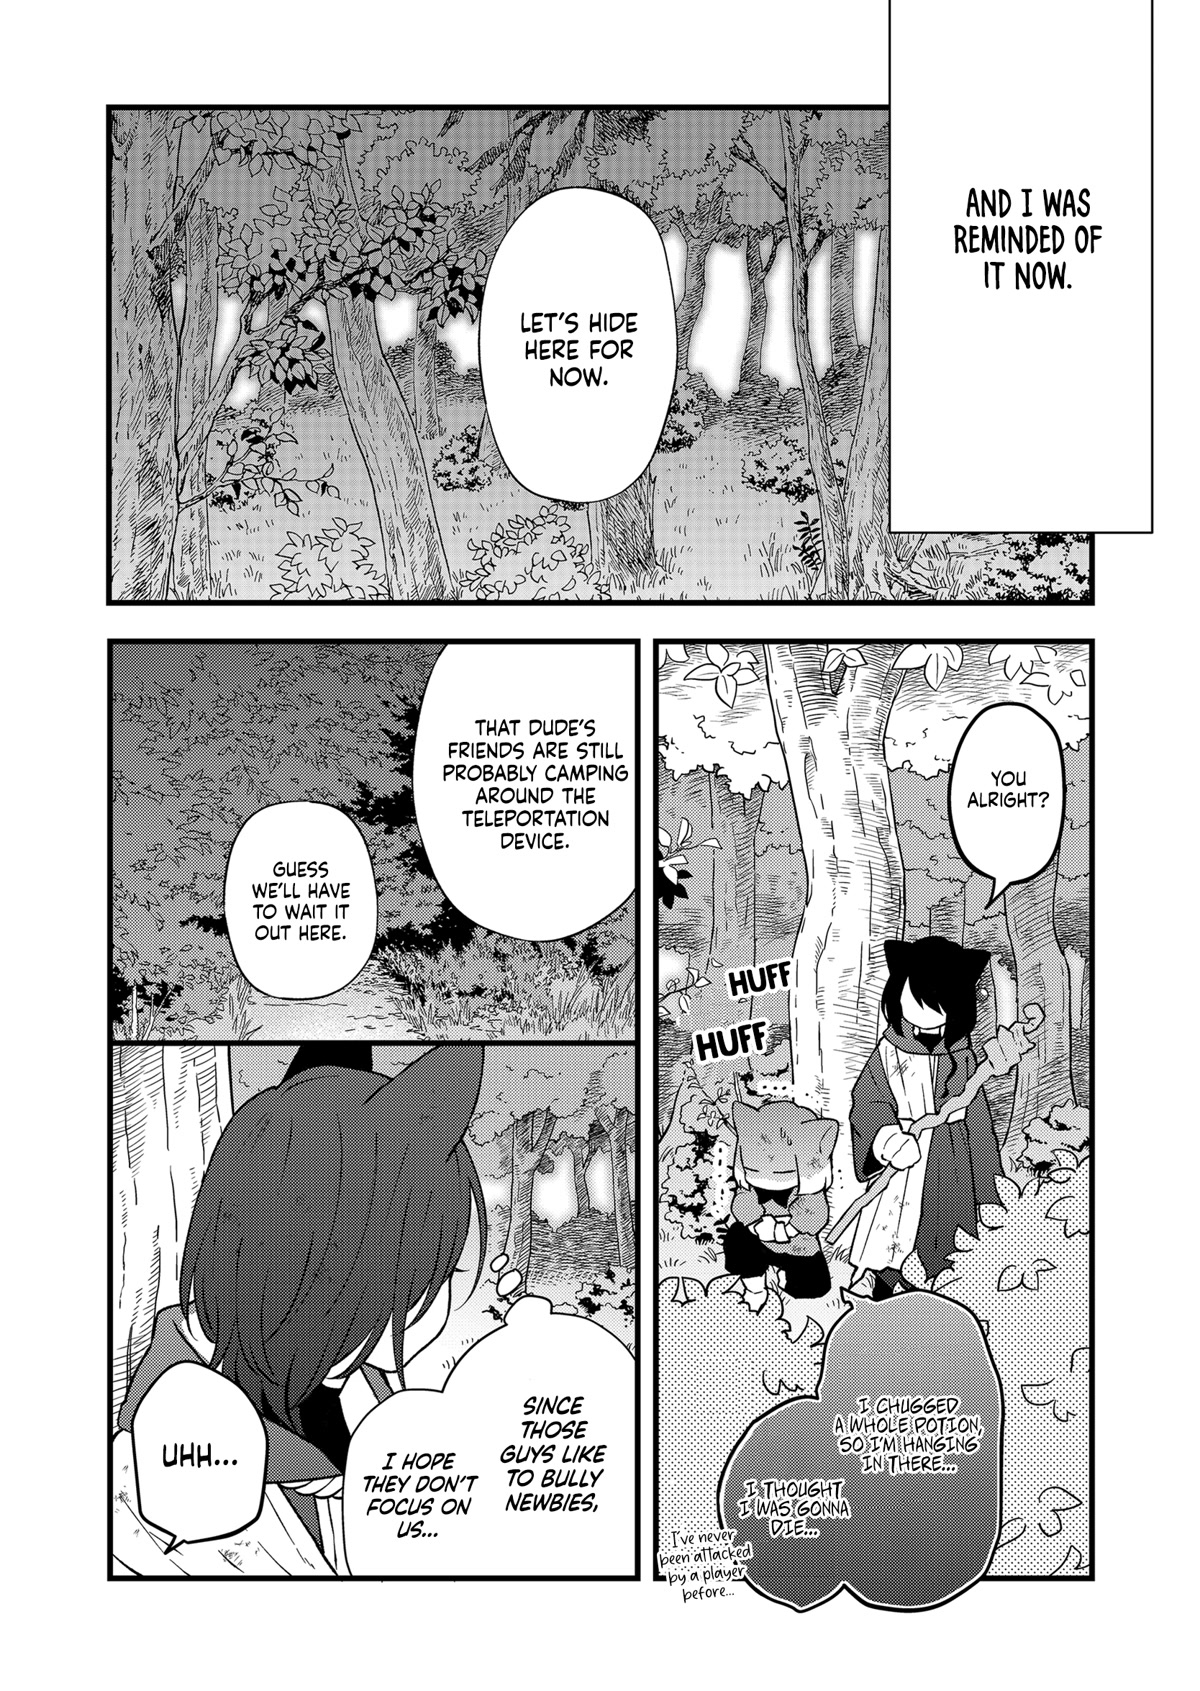 AND I WAS
REMINDED OF
IT NOW.
LET'S HIDE
HERE FOR
NOW.
YOU
ALRIGHT?
HUFF
HUFF
I CHUGGED
A WHOLE POTION,
SO I'M HANGING
IN THERE...
I THOUGHT
I WAS GONNA
DIE...
I've never
been attacked
by a player
before...
THAT DUDE'S
FRIENDS ARE STILL
PROBABLY CAMPING
AROUND THE
TELEPORTATION
DEVICE.
GUESS
WE'LL HAVE
TO WAIT IT
OUT HERE.
SINCE
THOSE
GUYS LIKE
TO BULLY
NEWBIES,
I HOPE
THEY DON'T
FOCUS ON
US...
UHH...